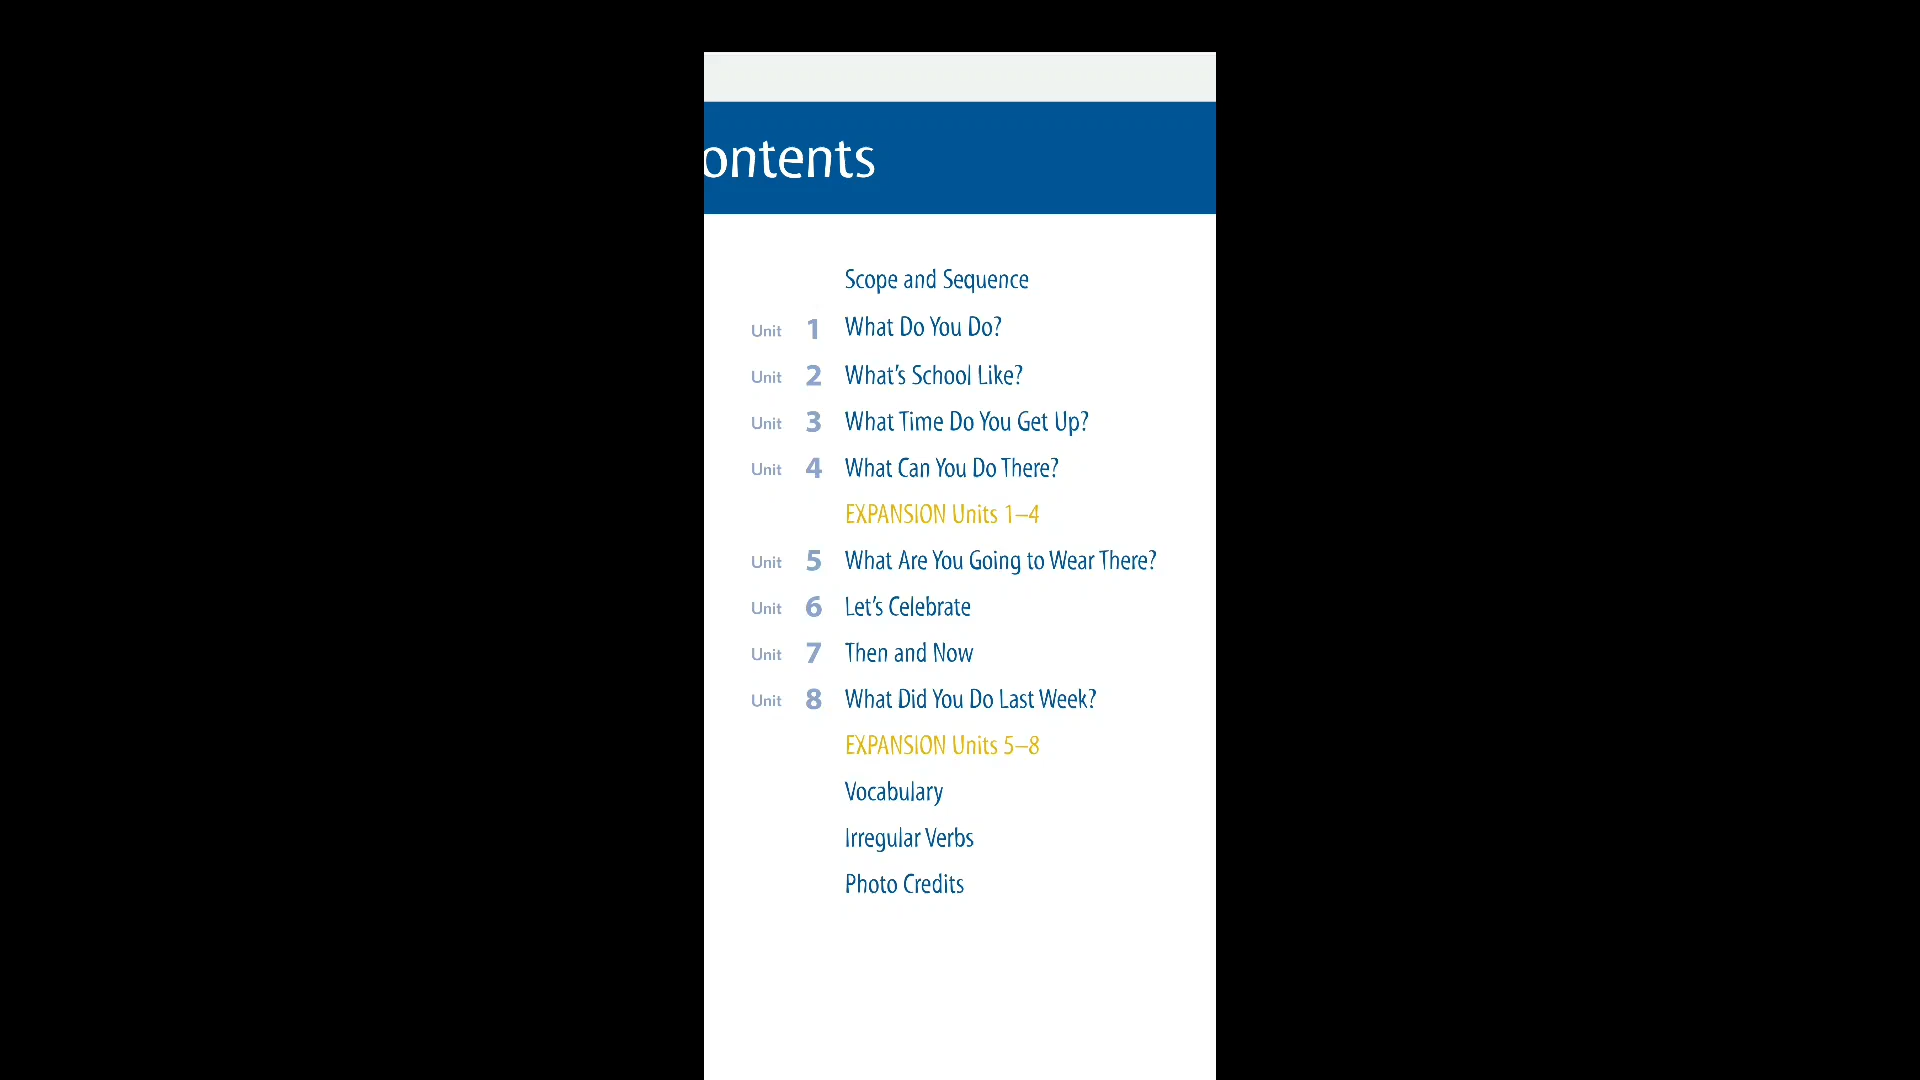 ontents
Scope and Sequence
Unit 1 What Do You Do?
Unit 2 What's School Like?
Unit 3 What Time Do You Get Up?
Unit 4 What Can You Do There?
EXPANSION Units 1–4
Unit 5 What Are You Going to Wear There?
Unit 6 Let's Celebrate
Unit 7 Then and Now
Unit 8 What Did You Do Last Week?
EXPANSION Units 5–8
Vocabulary
Irregular Verbs
Photo Credits